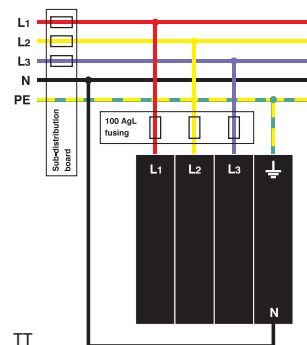 L1
L2
L3
N
PE
Sub-distribution
board
100 AgL
fusing
L1
L2
L3
N
TT